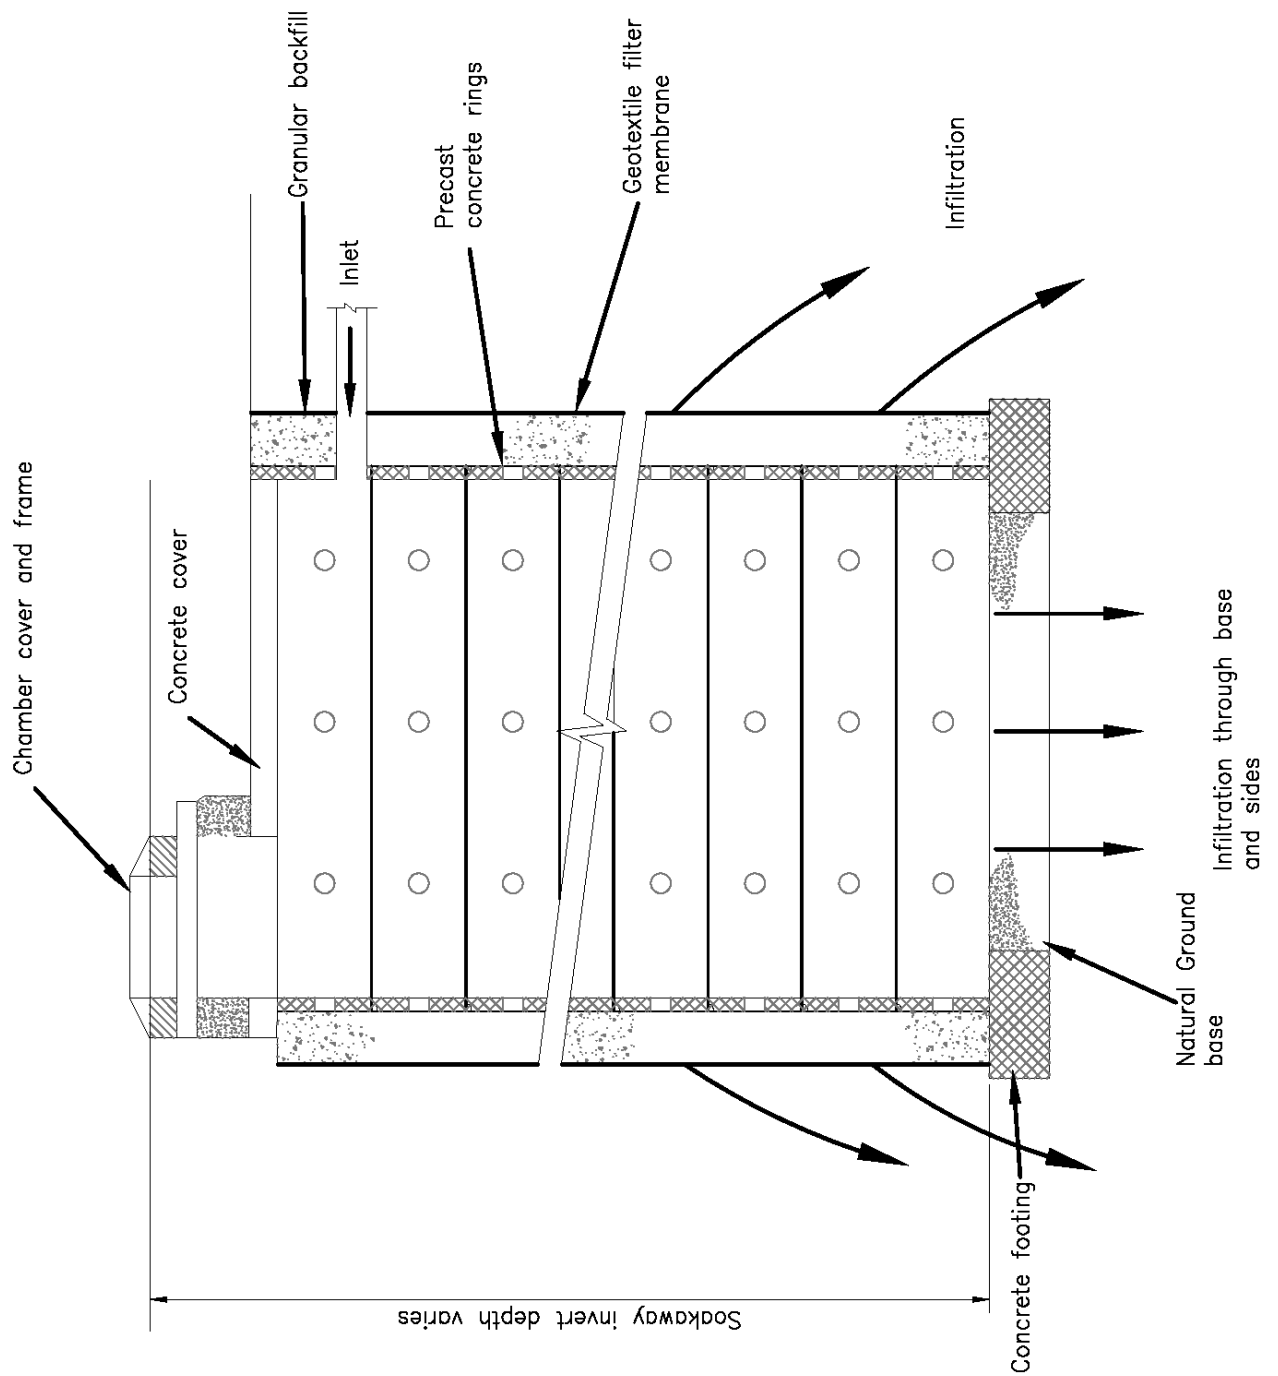 Chamber cover and frame
Concrete cover
Granular backfill
Inlet
Precast
concrete rings
Geotextile filter
membrane
Infiltration
Soakaway invert depth varies
Concrete footing
Natural Ground
base
Infiltration through base
and sides